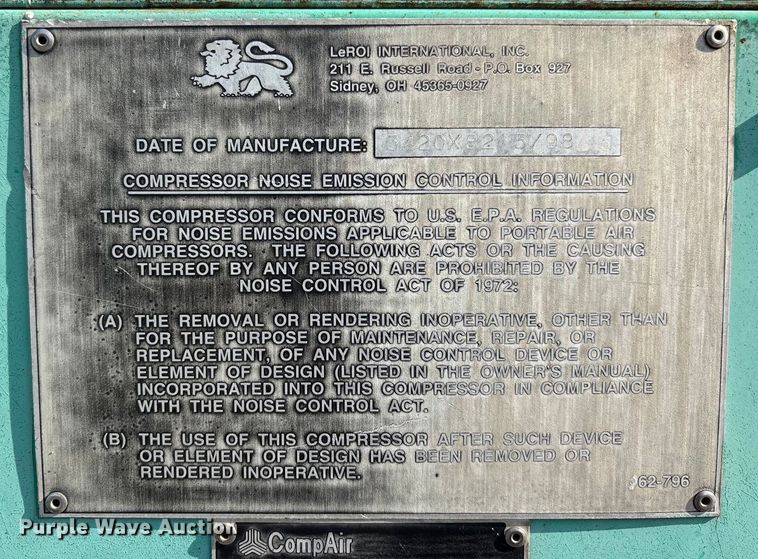 LeROI INTERNATIONAL, INC.
211 E. Russell Road - P.O. Box 927
Sidney, OH 45365-0927
DATE OF MANUFACTURE:
COMPRESSOR NOISE EMISSION CONTROL INFORMATION
THIS COMPRESSOR CONFORMS TO U.S. E.P.A. REGULATIONS
FOR NOISE EMISSIONS APPLICABLE TO PORTABLE AIR
COMPRESSORS. THE FOLLOWING ACTS OR THE CAUSING
THEREOF BY ANY PERSON ARE PROHIBITED BY THE
NOISE CONTROL ACT OF 1972:
(A) THE REMOVAL OR RENDERING INOPERATIVE, OTHER THAN
FOR THE PURPOSE OF MAINTENANCE, REPAIR, OR
REPLACEMENT, OF ANY NOISE CONTROL DEVICE OR
ELEMENT OF DESIGN (LISTED IN THE OWNER'S MANUAL)
INCORPORATED INTO THIS COMPRESSOR IN COMPLIANCE
WITH THE NOISE CONTROL ACT.
(B) THE USE OF THIS COMPRESSOR AFTER SUCH DEVICE
OR ELEMENT OF DESIGN HAS BEEN REMOVED OR
RENDERED INOPERATIVE.
62-796
Purple Wave Auction
CompAir